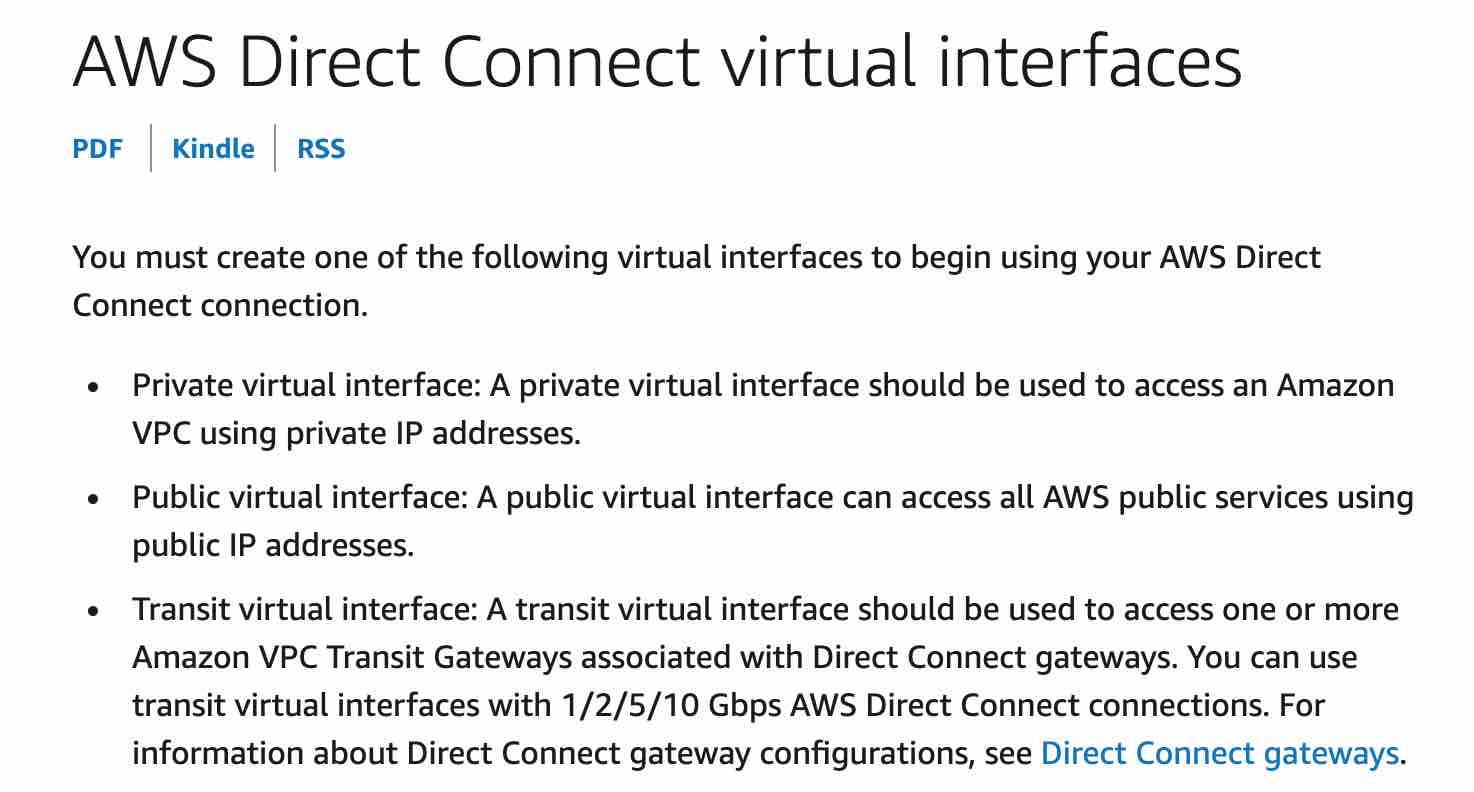 AWS Direct Connect virtual interfaces
PDF | Kindle | RSS
You must create one of the following virtual interfaces to begin using your AWS Direct
Connect connection.
• Private virtual interface: A private virtual interface should be used to access an Amazon
VPC using private IP addresses.
• Public virtual interface: A public virtual interface can access all AWS public services using
public IP addresses.
• Transit virtual interface: A transit virtual interface should be used to access one or more
Amazon VPC Transit Gateways associated with Direct Connect gateways. You can use
transit virtual interfaces with 1/2/5/10 Gbps AWS Direct Connect connections. For
information about Direct Connect gateway configurations, see Direct Connect gateways.